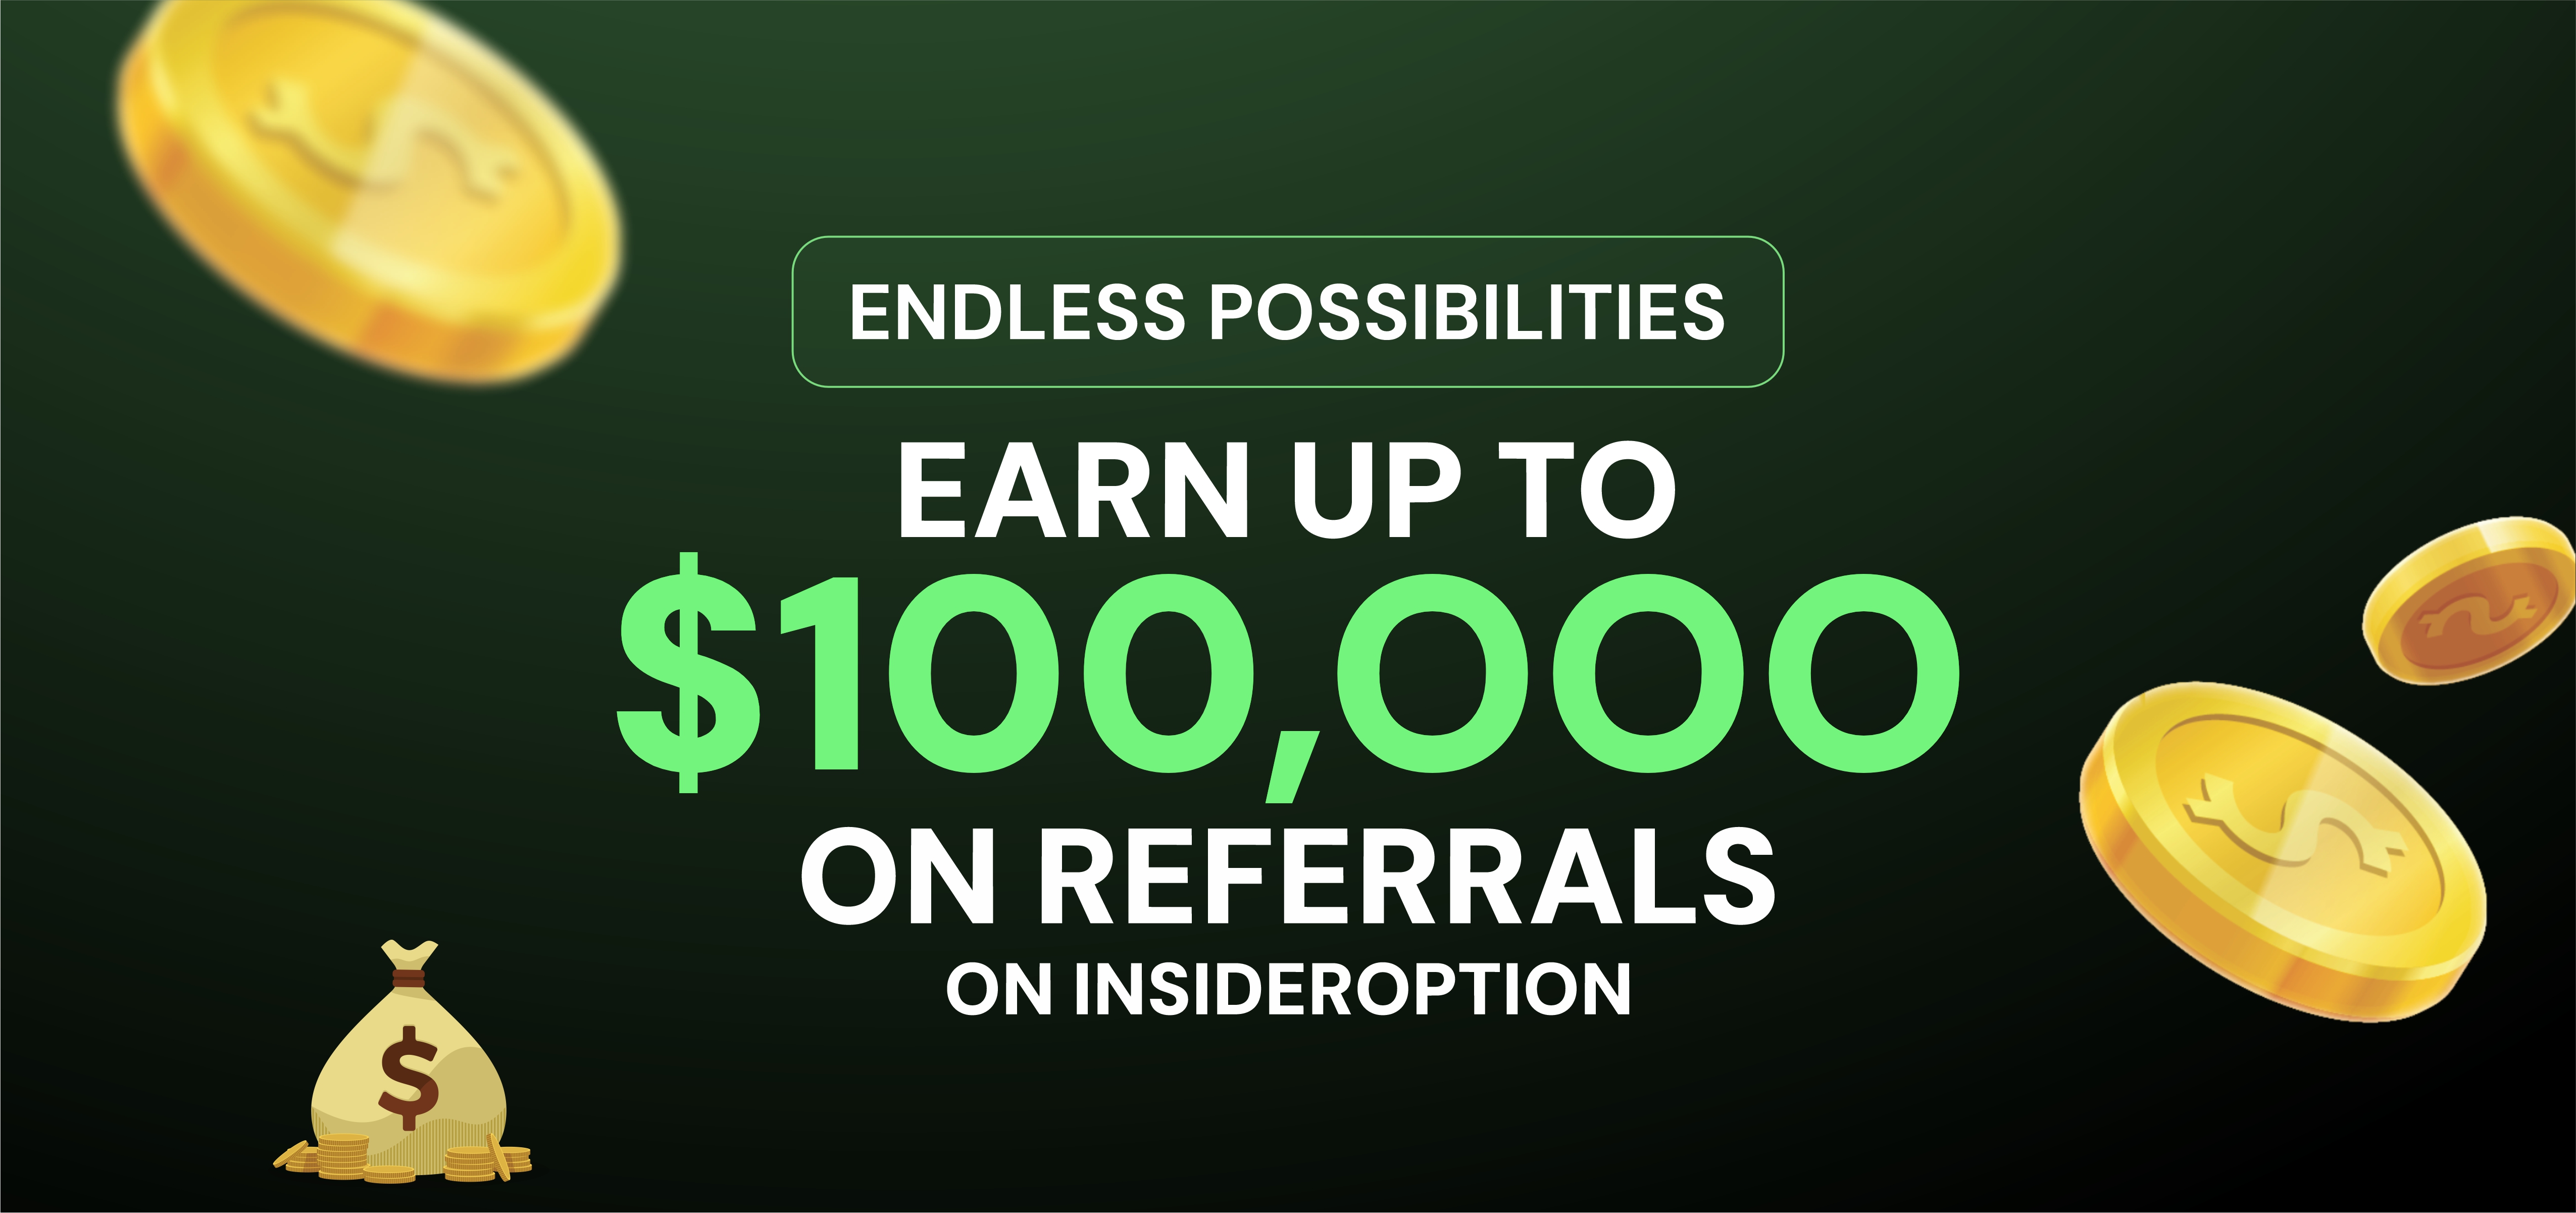 ENDLESS POSSIBILITIES
EARN UP TO
$100,000
ON REFERRALS
ON INSIDEROPTION
$